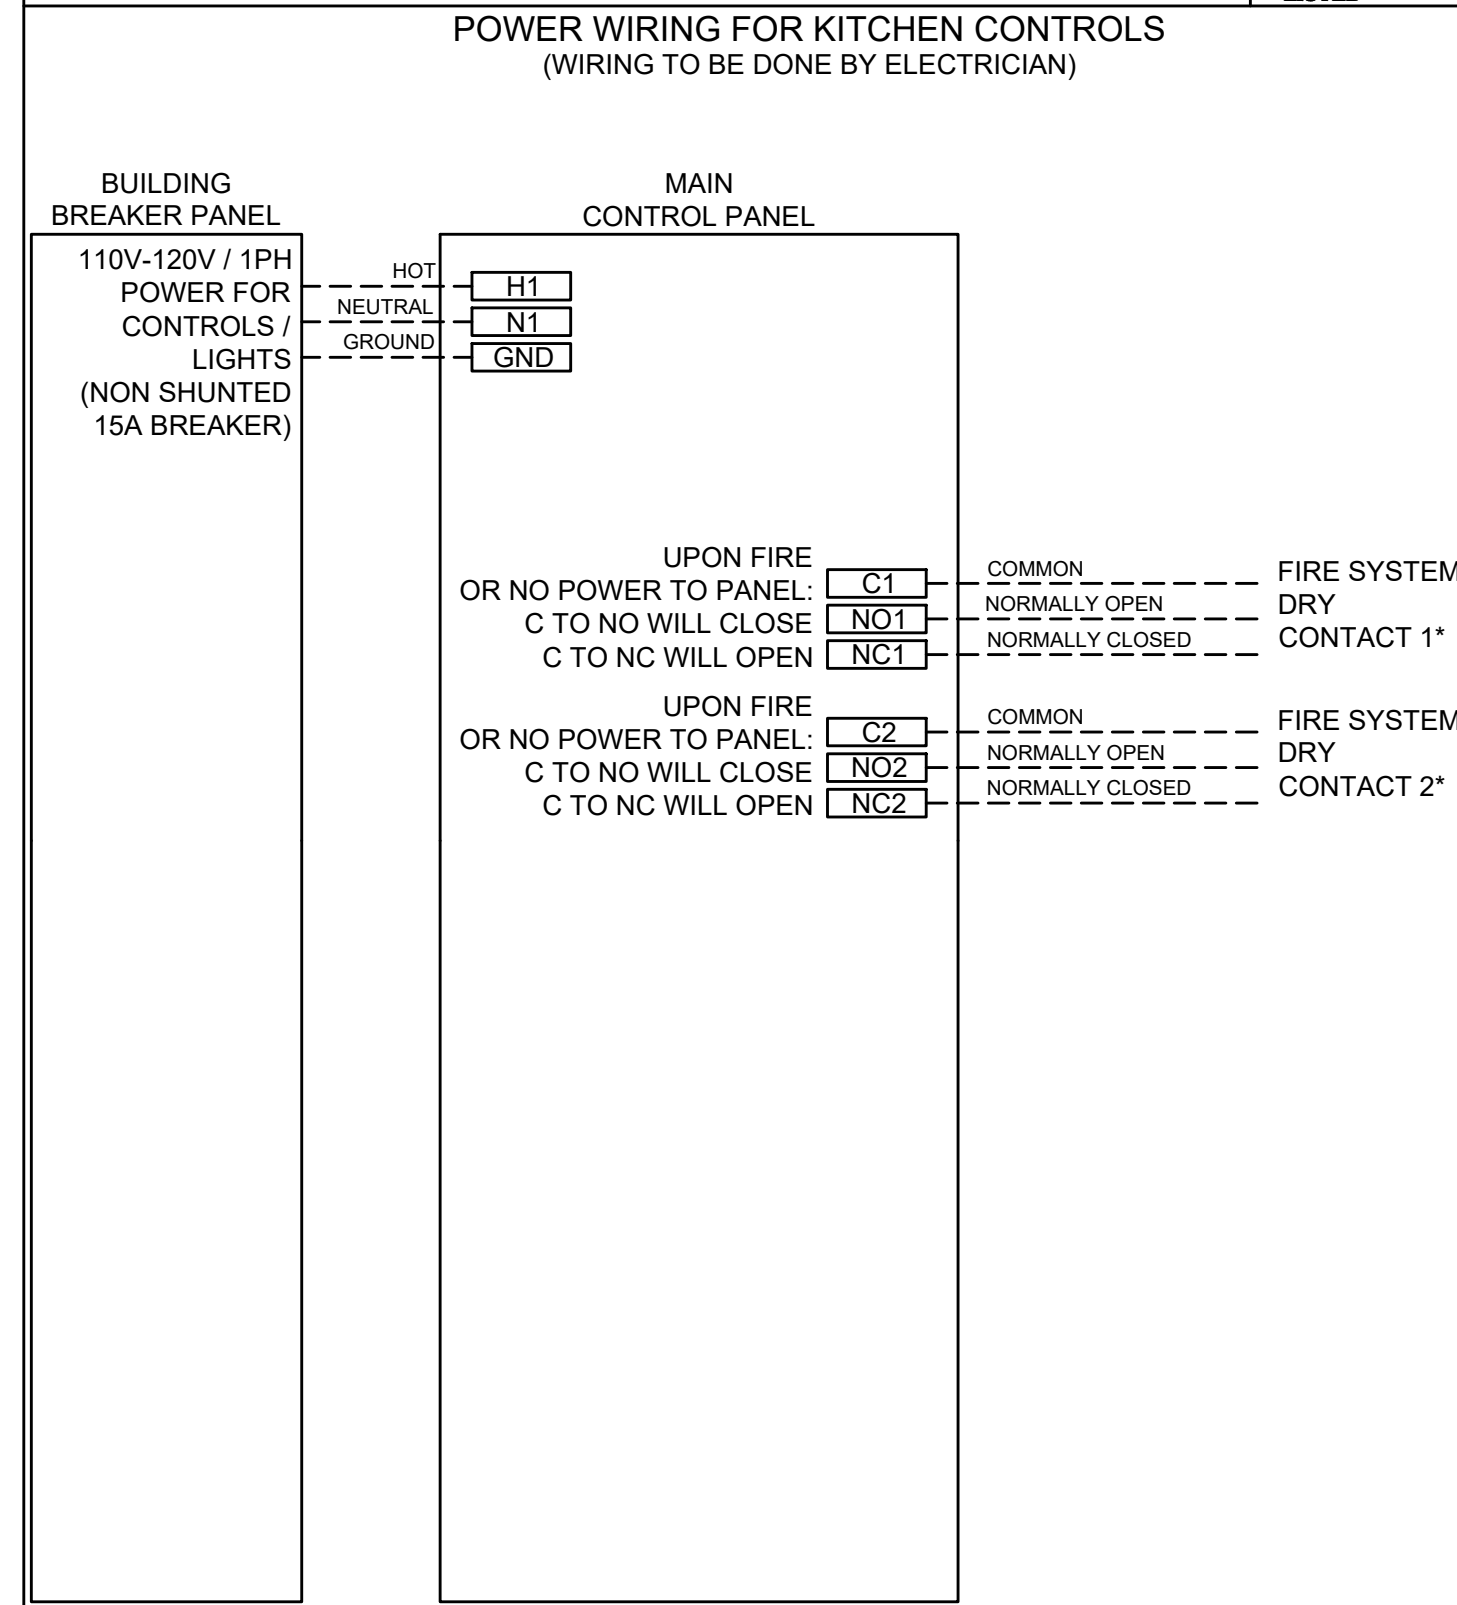 POWER WIRING FOR KITCHEN CONTROLS
(WIRING TO BE DONE BY ELECTRICIAN)
BUILDING
BREAKER PANEL
110V-120V / 1PH
POWER FOR
CONTROLS /
LIGHTS
(NON SHUNTED
15A BREAKER)
HOT
NEUTRAL
GROUND
MAIN
CONTROL PANEL
H1
N1
GND
UPON FIRE
OR NO POWER TO PANEL:
C TO NO WILL CLOSE
C TO NC WILL OPEN
C1
NO1
NC1
COMMON
NORMALLY OPEN
NORMALLY CLOSED
FIRE SYSTEM
DRY
CONTACT 1*
UPON FIRE
OR NO POWER TO PANEL:
C TO NO WILL CLOSE
C TO NC WILL OPEN
C2
NO2
NC2
COMMON
NORMALLY OPEN
NORMALLY CLOSED
FIRE SYSTEM
DRY
CONTACT 2*